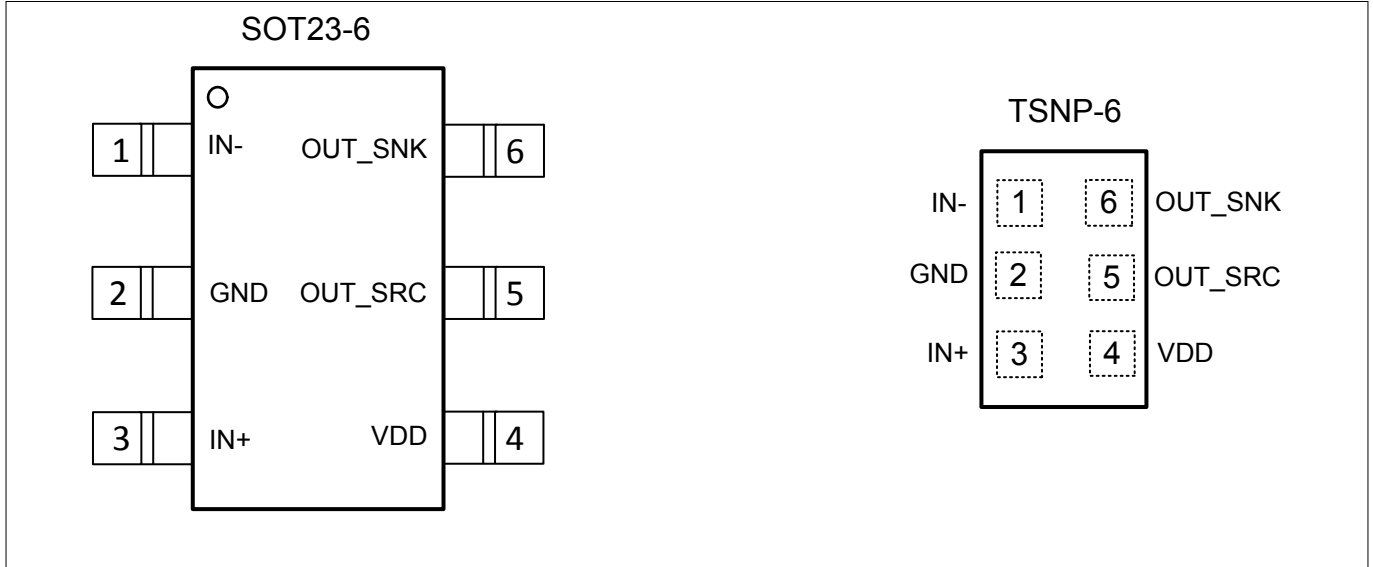 SOT23-6
1 IN- OUT_SNK 6
2 GND OUT_SRC 5
3 IN+ VDD 4
TSNP-6
IN- 1 6 OUT_SNK
GND 2 5 OUT_SRC
IN+ 3 4 VDD